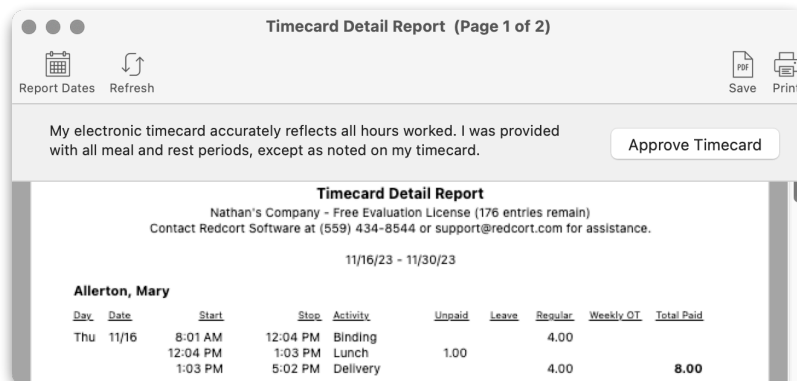 Timecard Detail Report (Page 1 of 2)
Report Dates Refresh PDF Save Print
My electronic timecard accurately reflects all hours worked. I was provided
with all meal and rest periods, except as noted on my timecard.
Approve Timecard
Timecard Detail Report
Nathan's Company - Free Evaluation License (176 entries remain)
Contact Redcort Software at (559) 434-8544 or support@redcort.com for assistance.
11/16/23 - 11/30/23
Allerton, Mary
Day Date Start Stop Activity Unpaid Leave Regular Weekly OT Total Paid
Thu 11/16 8:01 AM 12:04 PM Binding 4.00
12:04 PM 1:03 PM Lunch 1.00
1:03 PM 5:02 PM Delivery 4.00 8.00